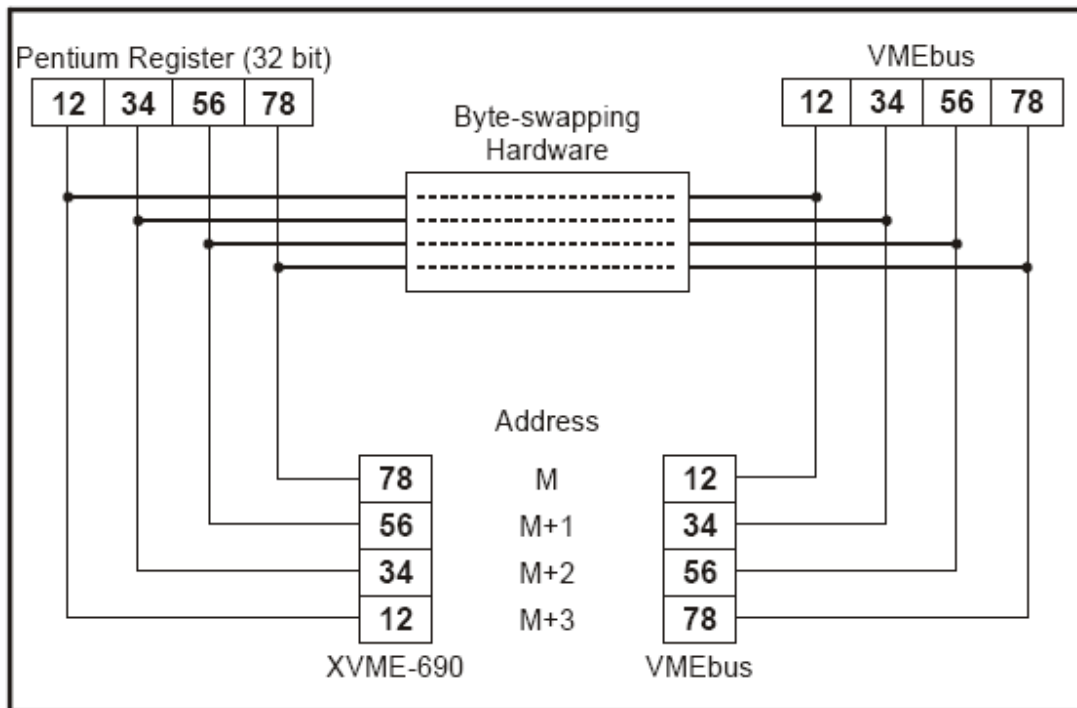 Pentium Register (32 bit)
12 34 56 78
VMEbus
12 34 56 78
Byte-swapping
Hardware
Address
78 M 12
56 M+1 34
34 M+2 56
12 M+3 78
XVME-690 VMEbus